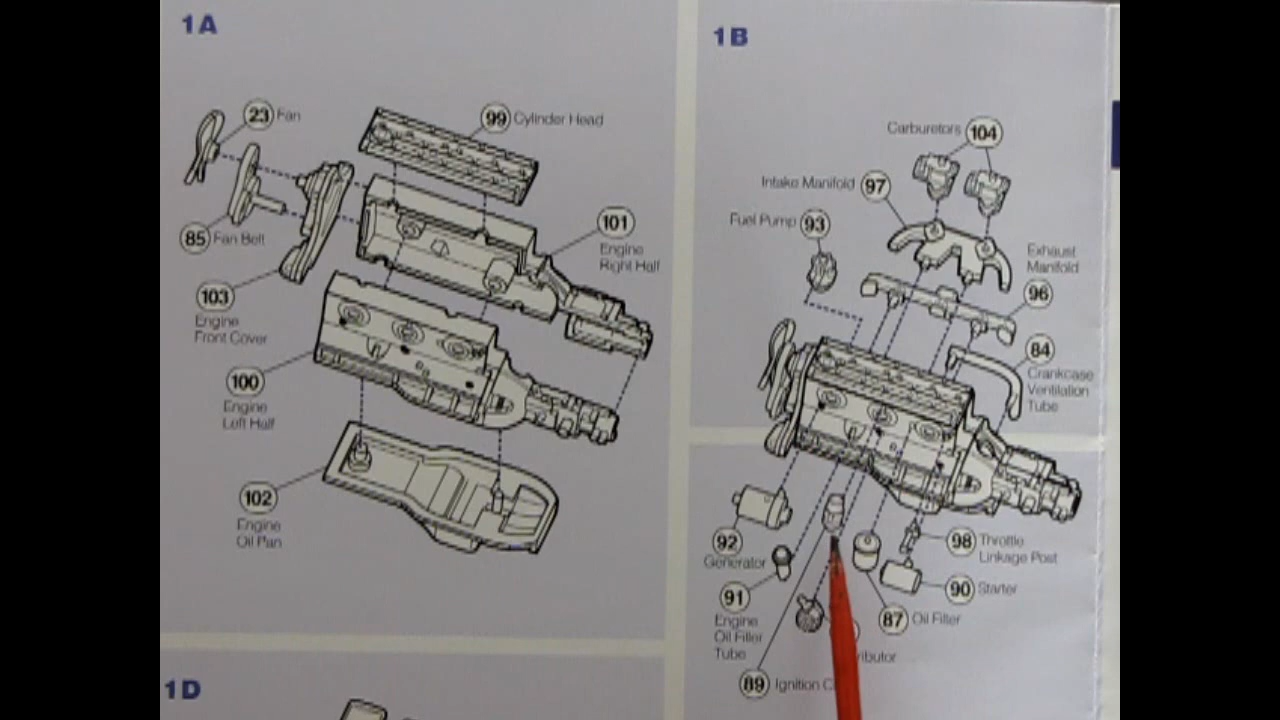 1A
23 Fan
99 Cylinder Head
85 Fan Belt
101
Engine
Right Half
103
Engine
Front Cover
100
Engine
Left Half
102
Engine
Oil Pan
1B
Carburetors 104
Intake Manifold 97
Fuel Pump 93
Exhaust
Manifold
96
84
Crankcase
Ventilation
Tube
92
Generator
98 Throttle
Linkage Post
91
Engine
Oil Filler
Tube
90 Starter
87 Oil Filter
ributor
89 Ignition C
1D